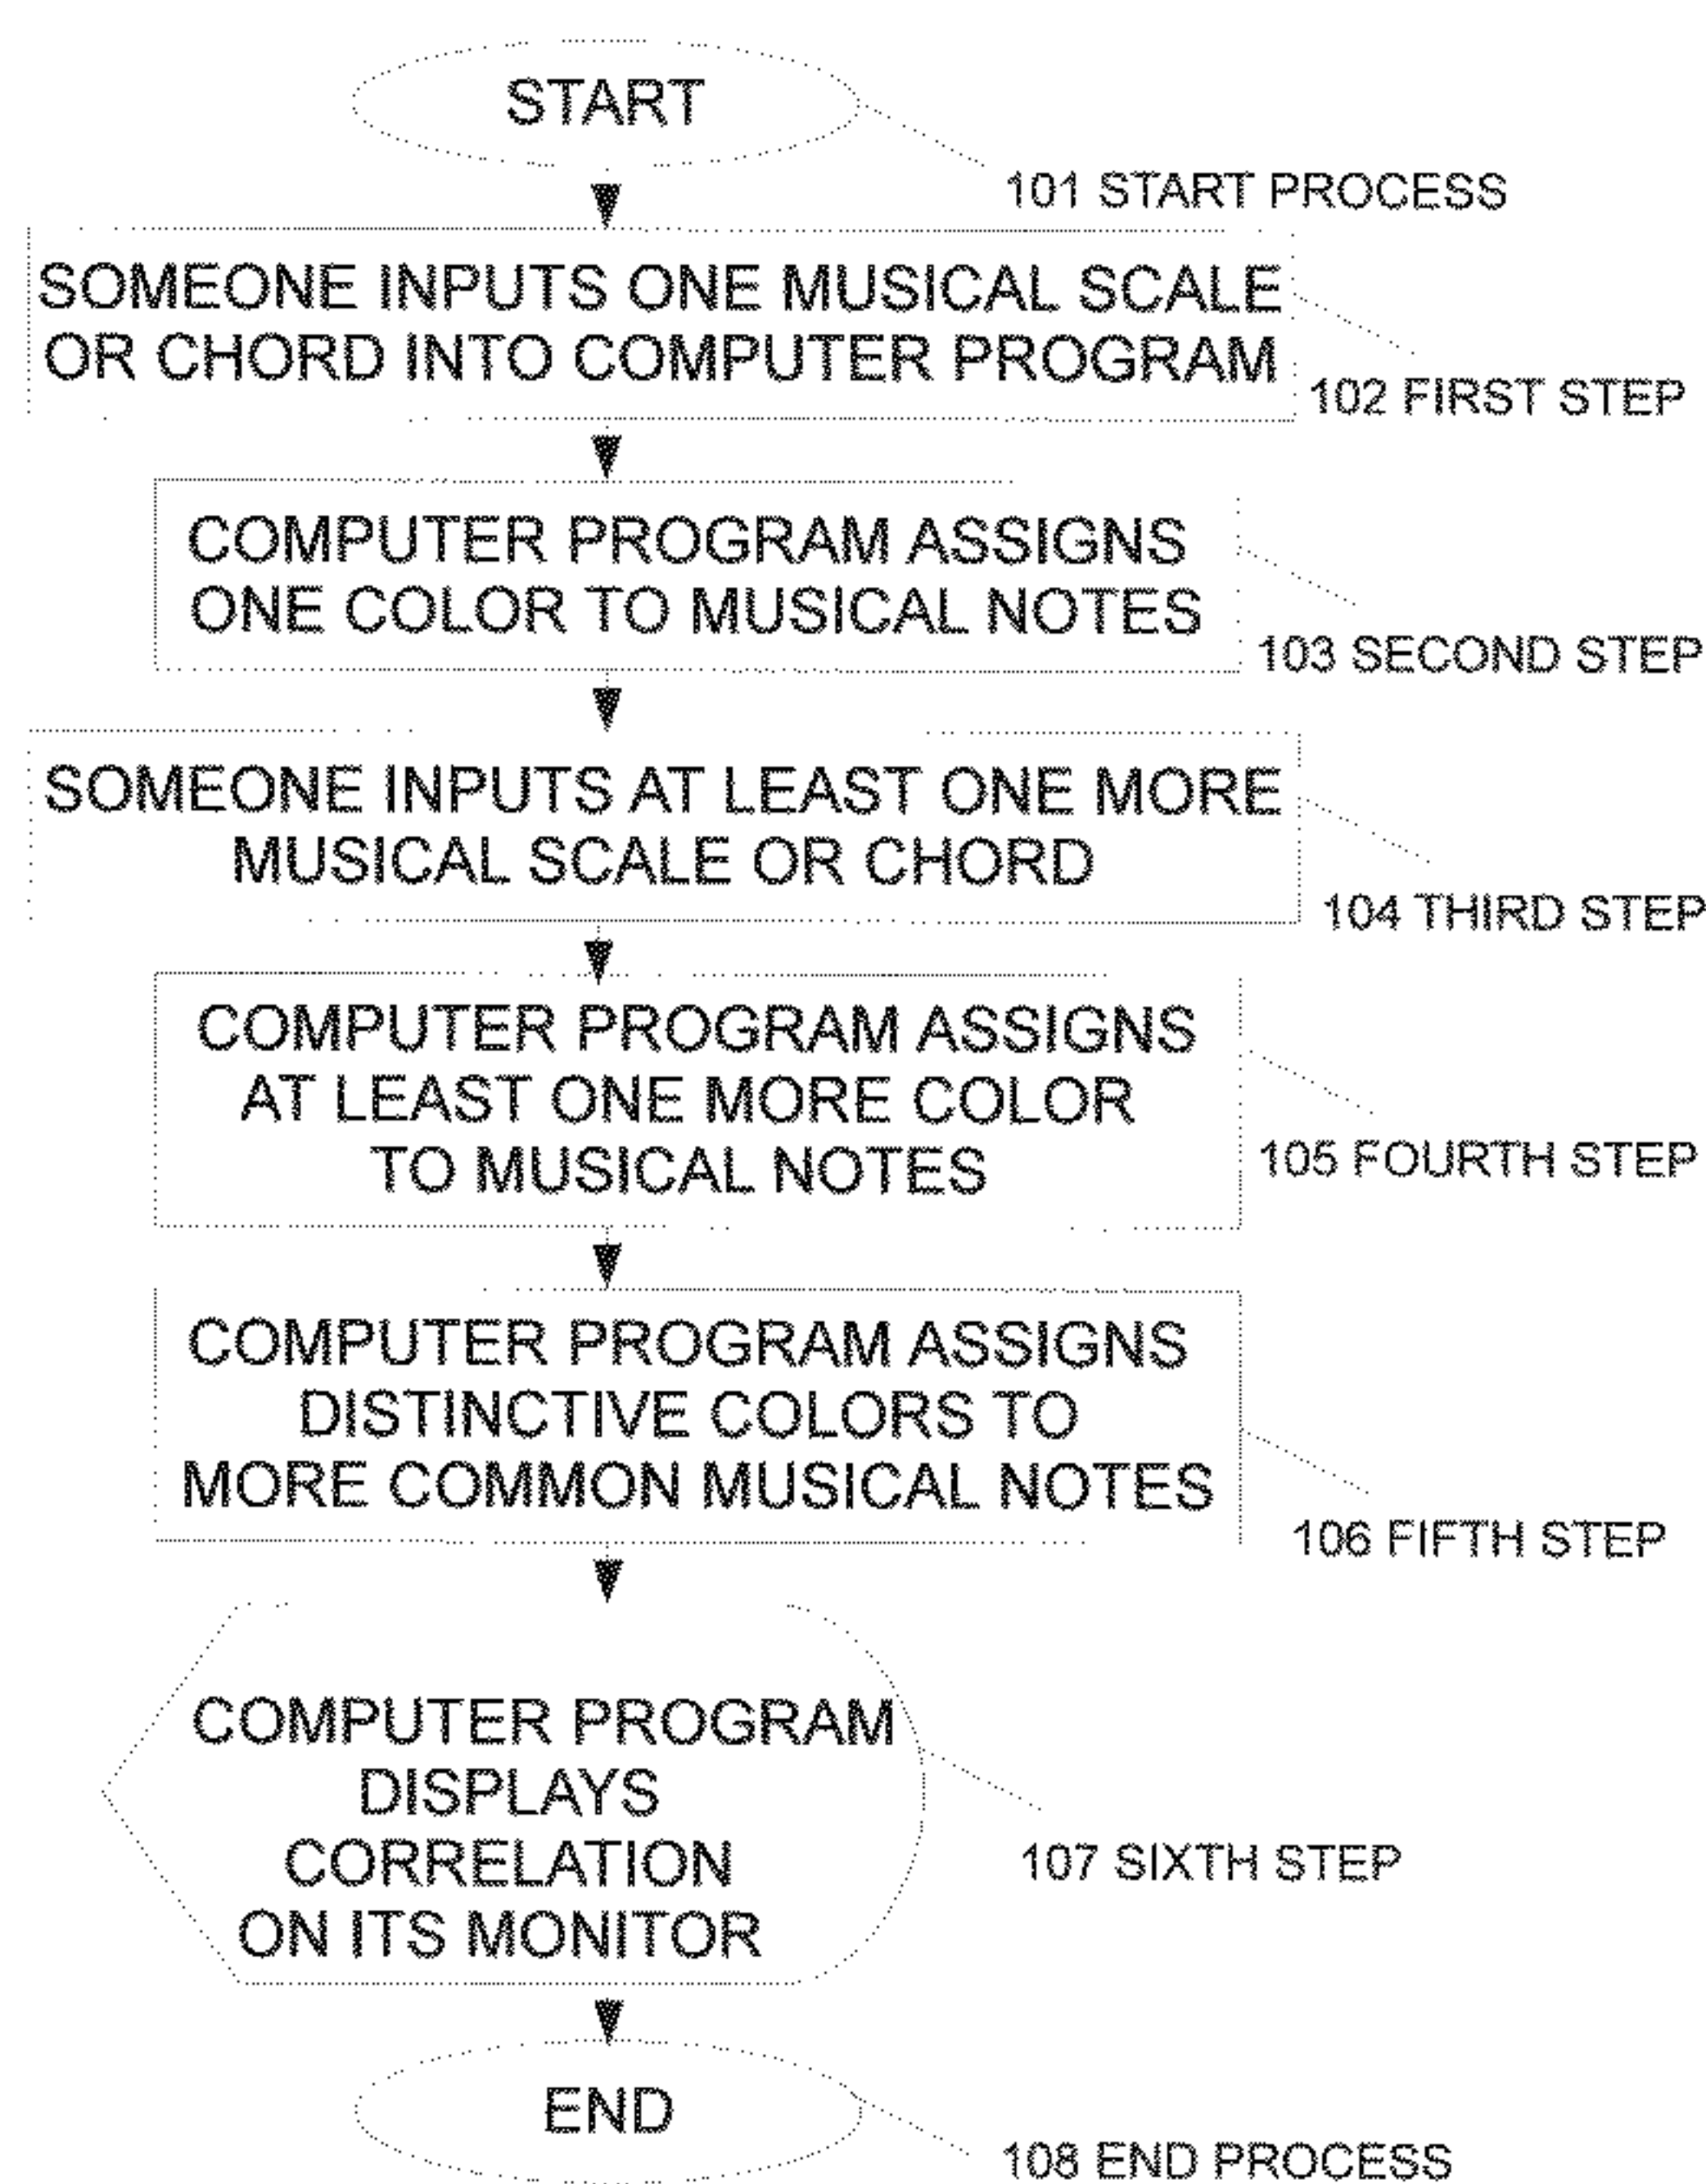 START
101 START PROCESS
SOMEONE INPUTS ONE MUSICAL SCALE
OR CHORD INTO COMPUTER PROGRAM
102 FIRST STEP
COMPUTER PROGRAM ASSIGNS
ONE COLOR TO MUSICAL NOTES
103 SECOND STEP
SOMEONE INPUTS AT LEAST ONE MORE
MUSICAL SCALE OR CHORD
104 THIRD STEP
COMPUTER PROGRAM ASSIGNS
AT LEAST ONE MORE COLOR
TO MUSICAL NOTES
105 FOURTH STEP
COMPUTER PROGRAM ASSIGNS
DISTINCTIVE COLORS TO
MORE COMMON MUSICAL NOTES
106 FIFTH STEP
COMPUTER PROGRAM
DISPLAYS
CORRELATION
ON ITS MONITOR
107 SIXTH STEP
END
108 END PROCESS